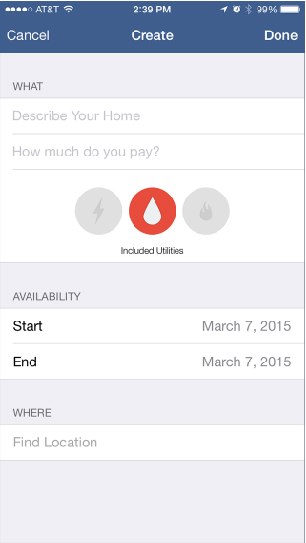 AT&T 2:39 PM 99%
Cancel Create Done
WHAT
Describe Your Home
How much do you pay?
Included Utilities
AVAILABILITY
Start March 7, 2015
End March 7, 2015
WHERE
Find Location